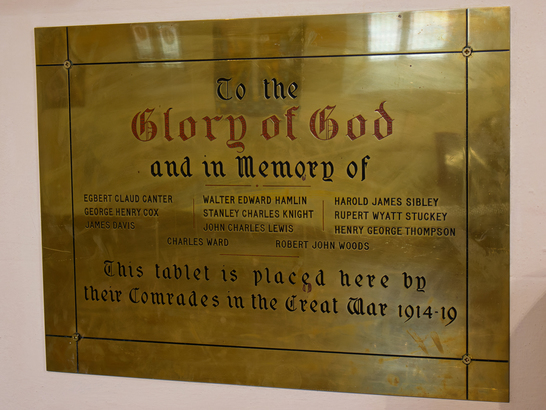 To the
Glory of God
and in Memory of
EGBERT CLAUD CANTER WALTER EDWARD HAMLIN HAROLD JAMES SIBLEY
GEORGE HENRY COX STANLEY CHARLES KNIGHT RUPERT WYATT STUCKEY
JAMES DAVIS JOHN CHARLES LEWIS HENRY GEORGE THOMPSON
CHARLES WARD ROBERT JOHN WOODS
This tablet is placed here by
their Comrades in the Great War 1914-19